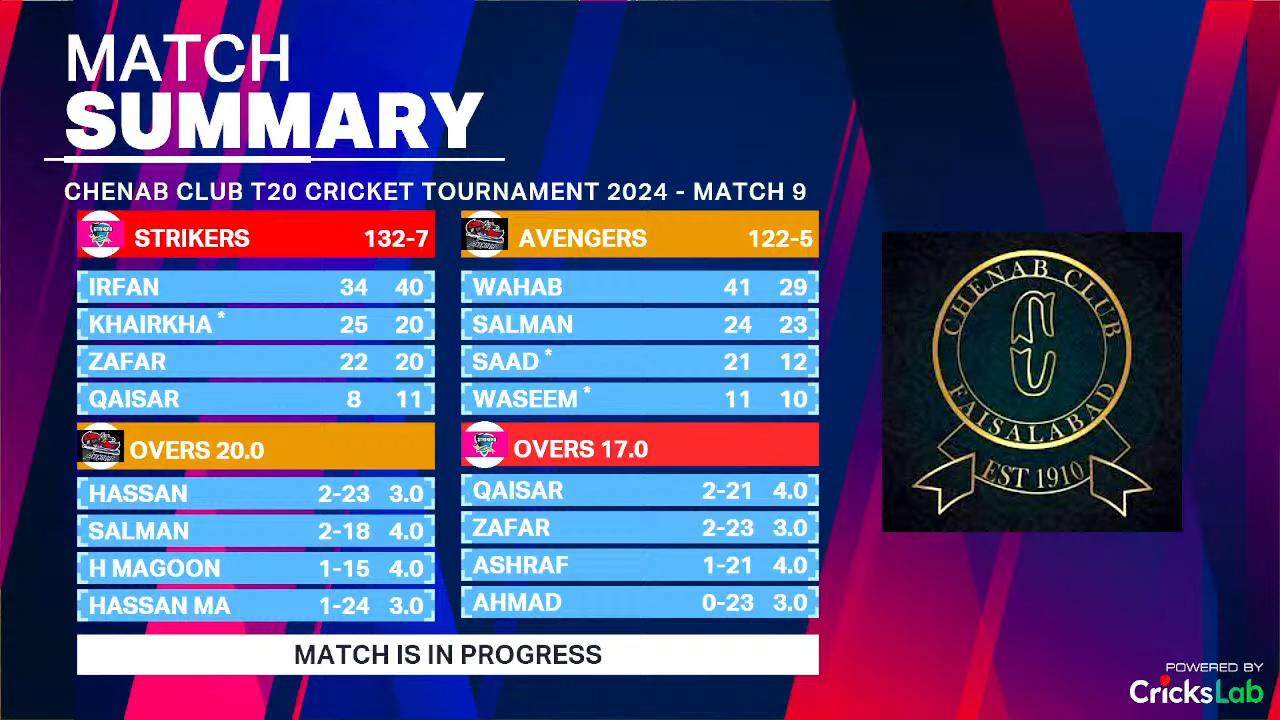 MATCH
SUMMARY
CHENAB CLUB T20 CRICKET TOURNAMENT 2024 - MATCH 9
STRIKERS 132-7
IRFAN 34 40
KHAIRKHA * 25 20
ZAFAR 22 20
QAISAR 8 11
OVERS 20.0
HASSAN 2-23 3.0
SALMAN 2-18 4.0
H MAGOON 1-15 4.0
HASSAN MA 1-24 3.0
AVENGERS 122-5
WAHAB 41 29
SALMAN 24 23
SAAD * 21 12
WASEEM * 11 10
OVERS 17.0
QAISAR 2-21 4.0
ZAFAR 2-23 3.0
ASHRAF 1-21 4.0
AHMAD 0-23 3.0
MATCH IS IN PROGRESS
CHENAB CLUB
FAISALABAD
EST 1910
POWERED BY
CricksLab